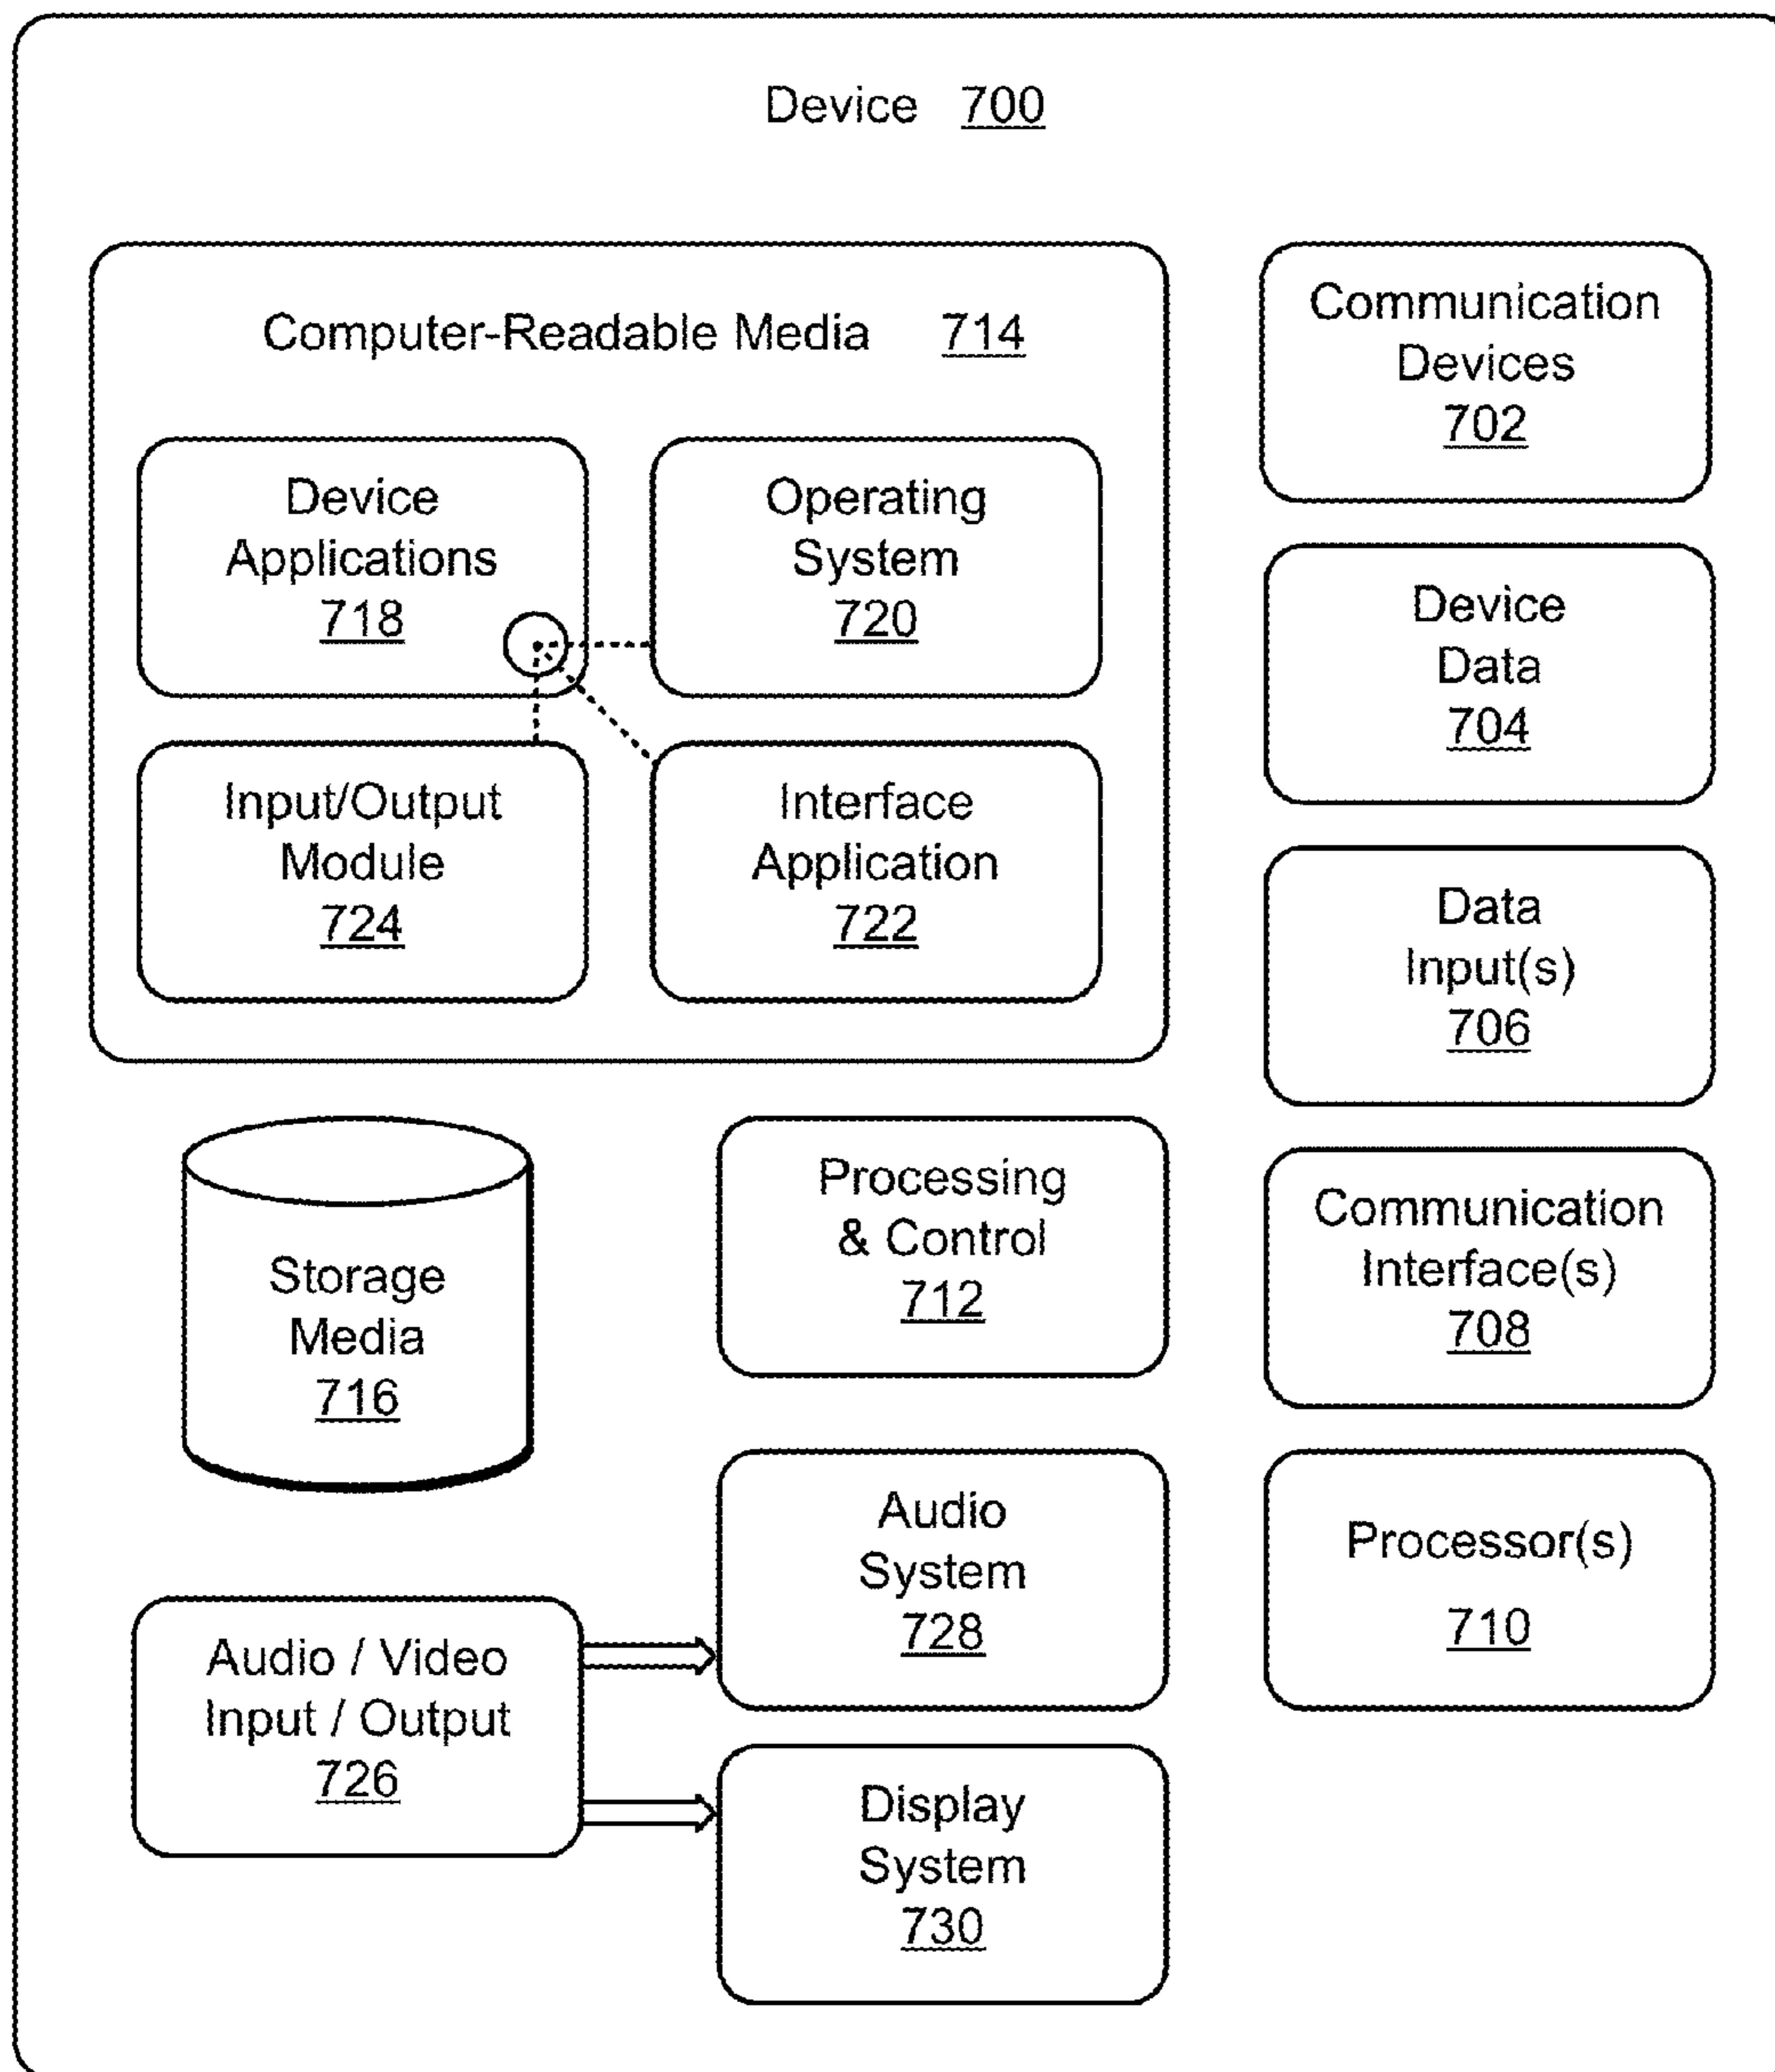 Device 700
Computer-Readable Media 714
Device
Applications
718
Operating
System
720
Input/Output
Module
724
Interface
Application
722
Storage
Media
716
Processing
& Control
712
Audio / Video
Input / Output
726
Audio
System
728
Display
System
730
Communication
Devices
702
Device
Data
704
Data
Input(s)
706
Communication
Interface(s)
708
Processor(s)
710